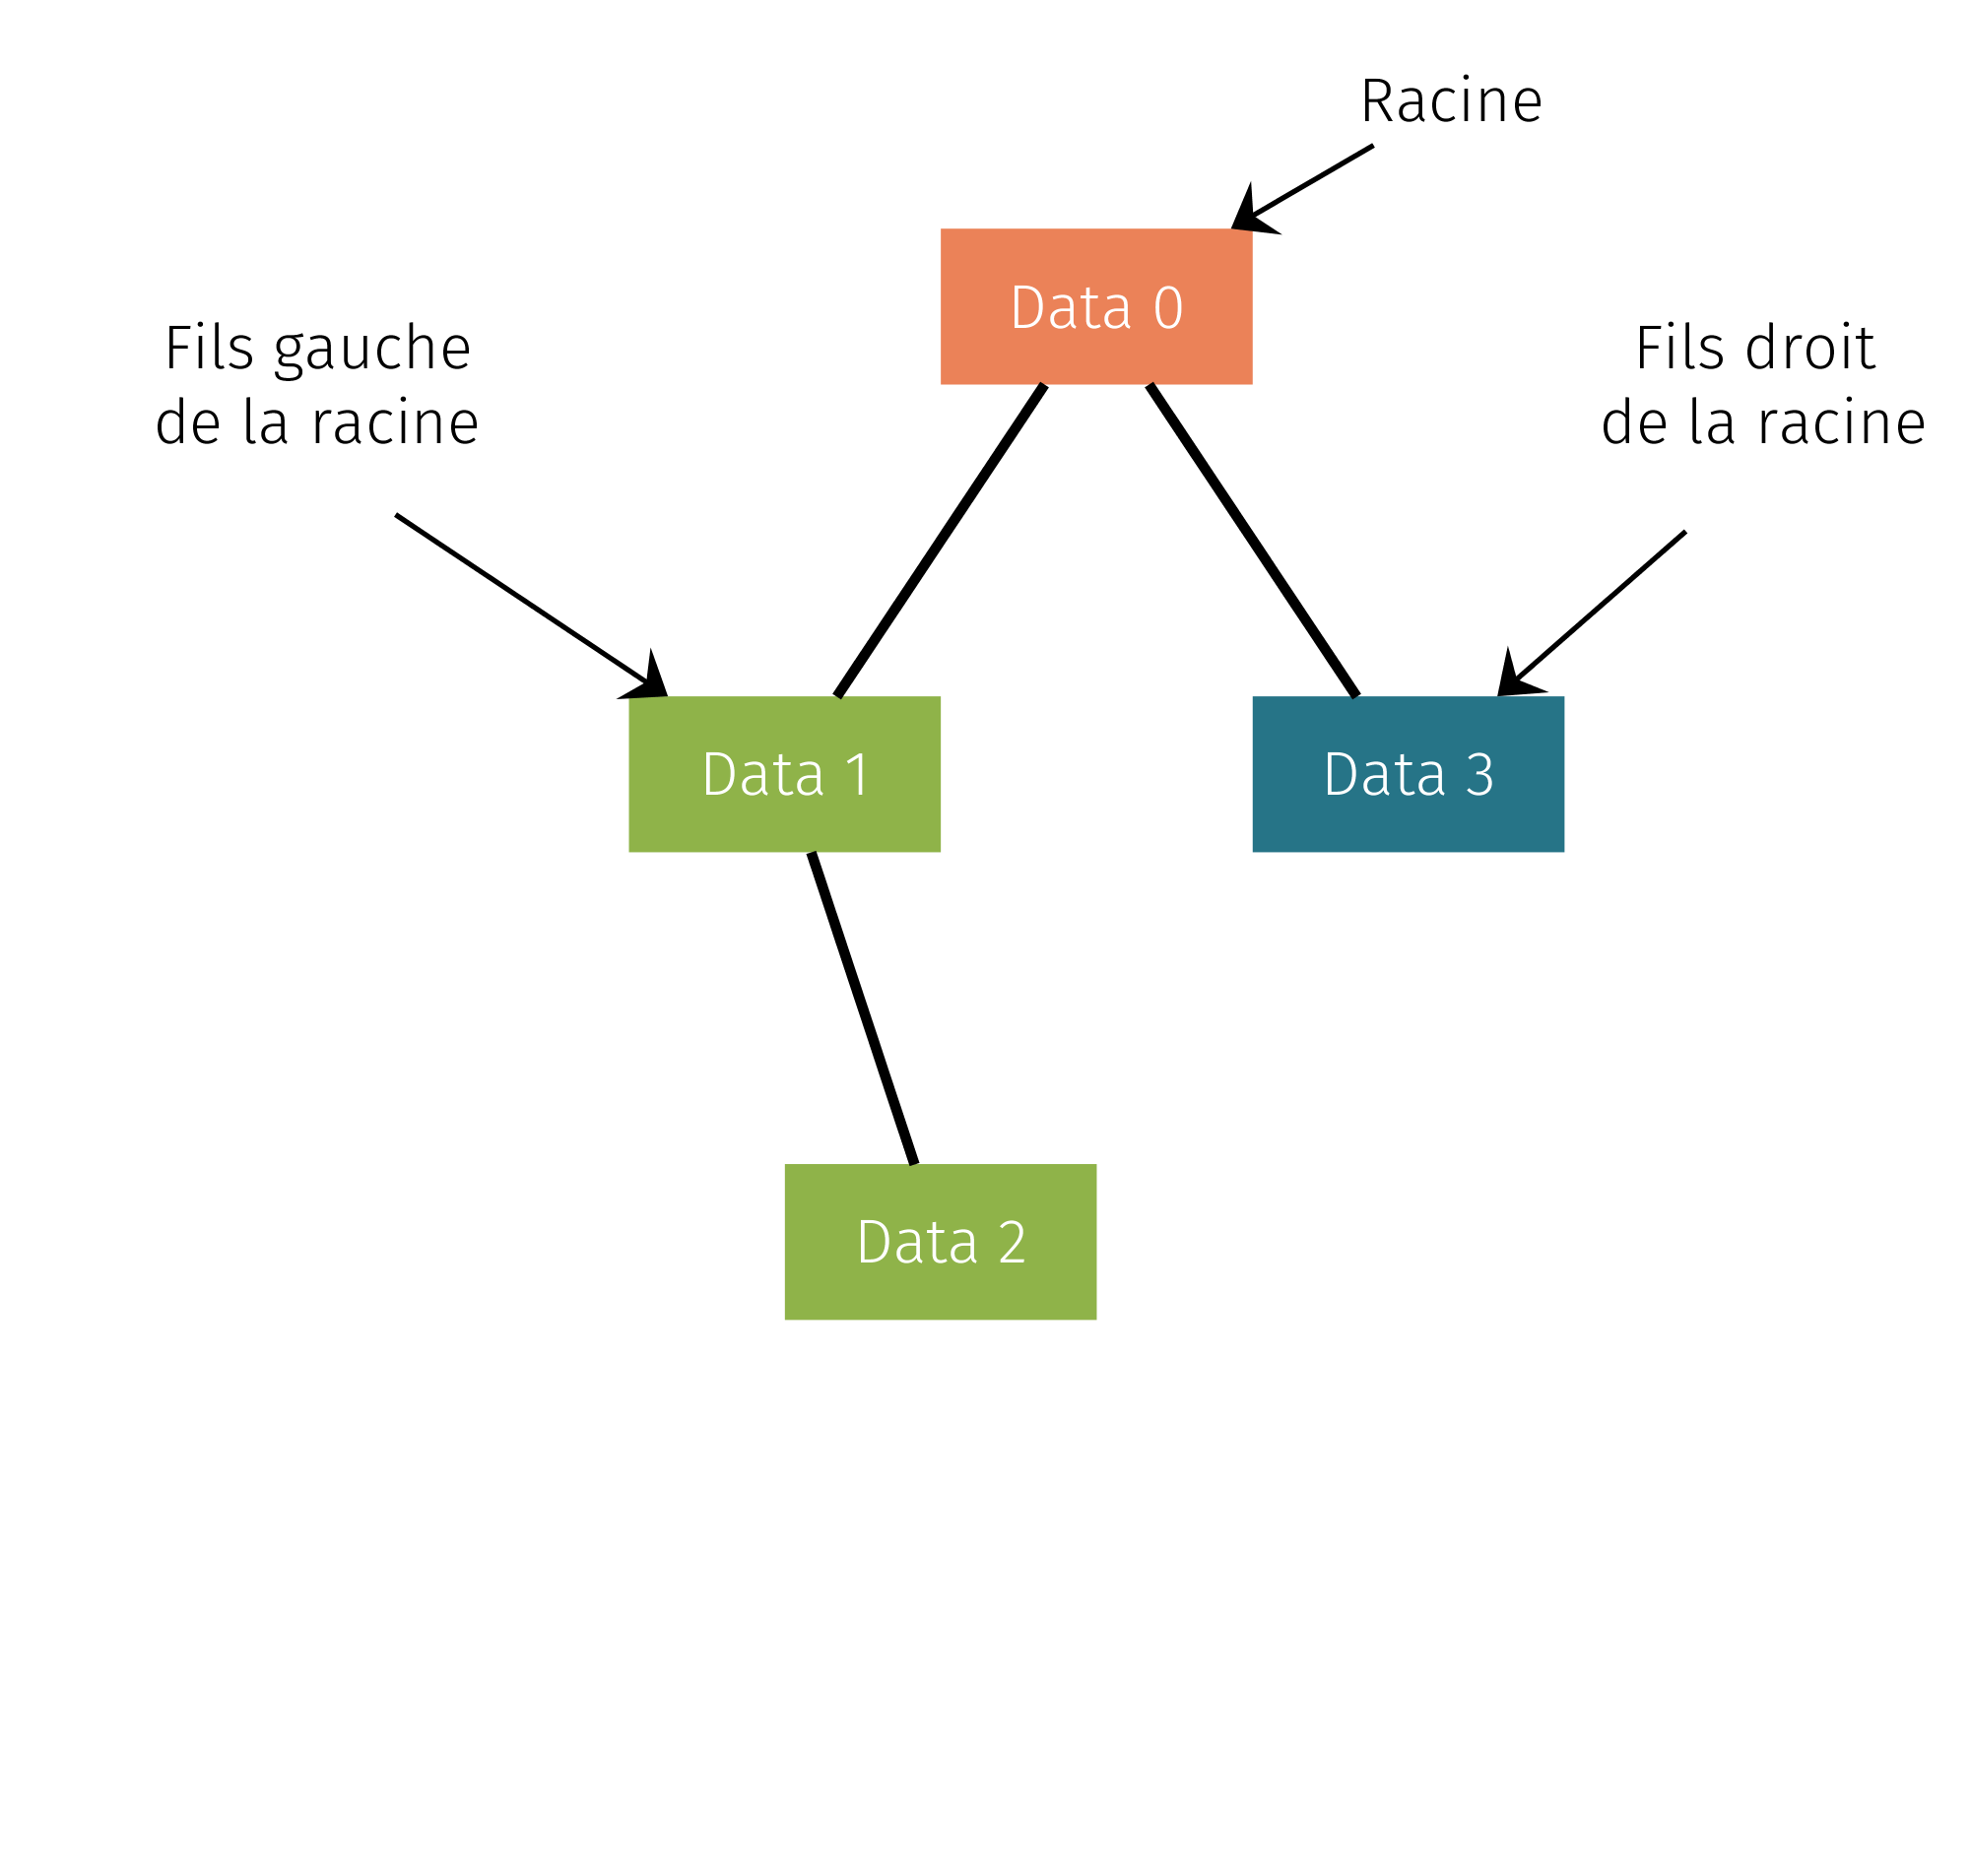 Racine
Data 0
Fils gauche
de la racine
Fils droit
de la racine
Data 1
Data 3
Data 2